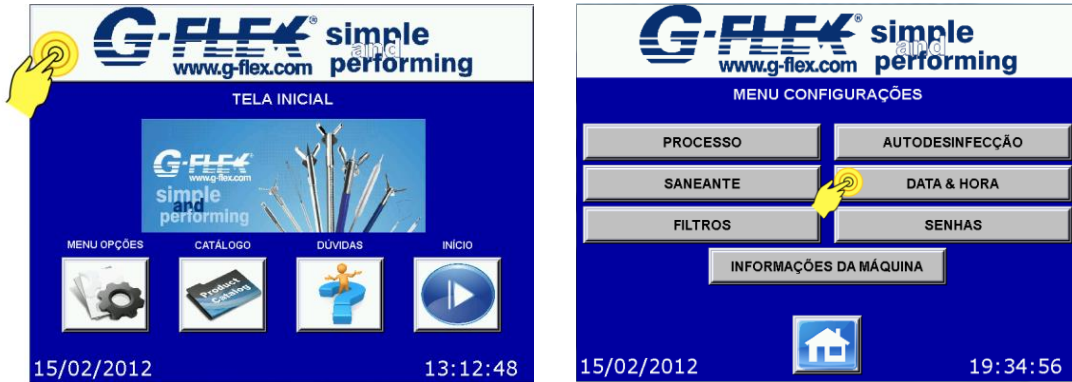 G-FLEX® simple
and
www.g-flex.com performing
TELA INICIAL
G-FLEX
www.g-flex.com
simple
and
performing
MENU OPÇÕES CATÁLOGO DÚVIDAS INÍCIO
Product
Catalog
15/02/2012 13:12:48
G-FLEX® simple
and
www.g-flex.com performing
MENU CONFIGURAÇÕES
PROCESSO AUTODESINFECÇÃO
SANEANTE DATA & HORA
FILTROS SENHAS
INFORMAÇÕES DA MÁQUINA
15/02/2012 19:34:56